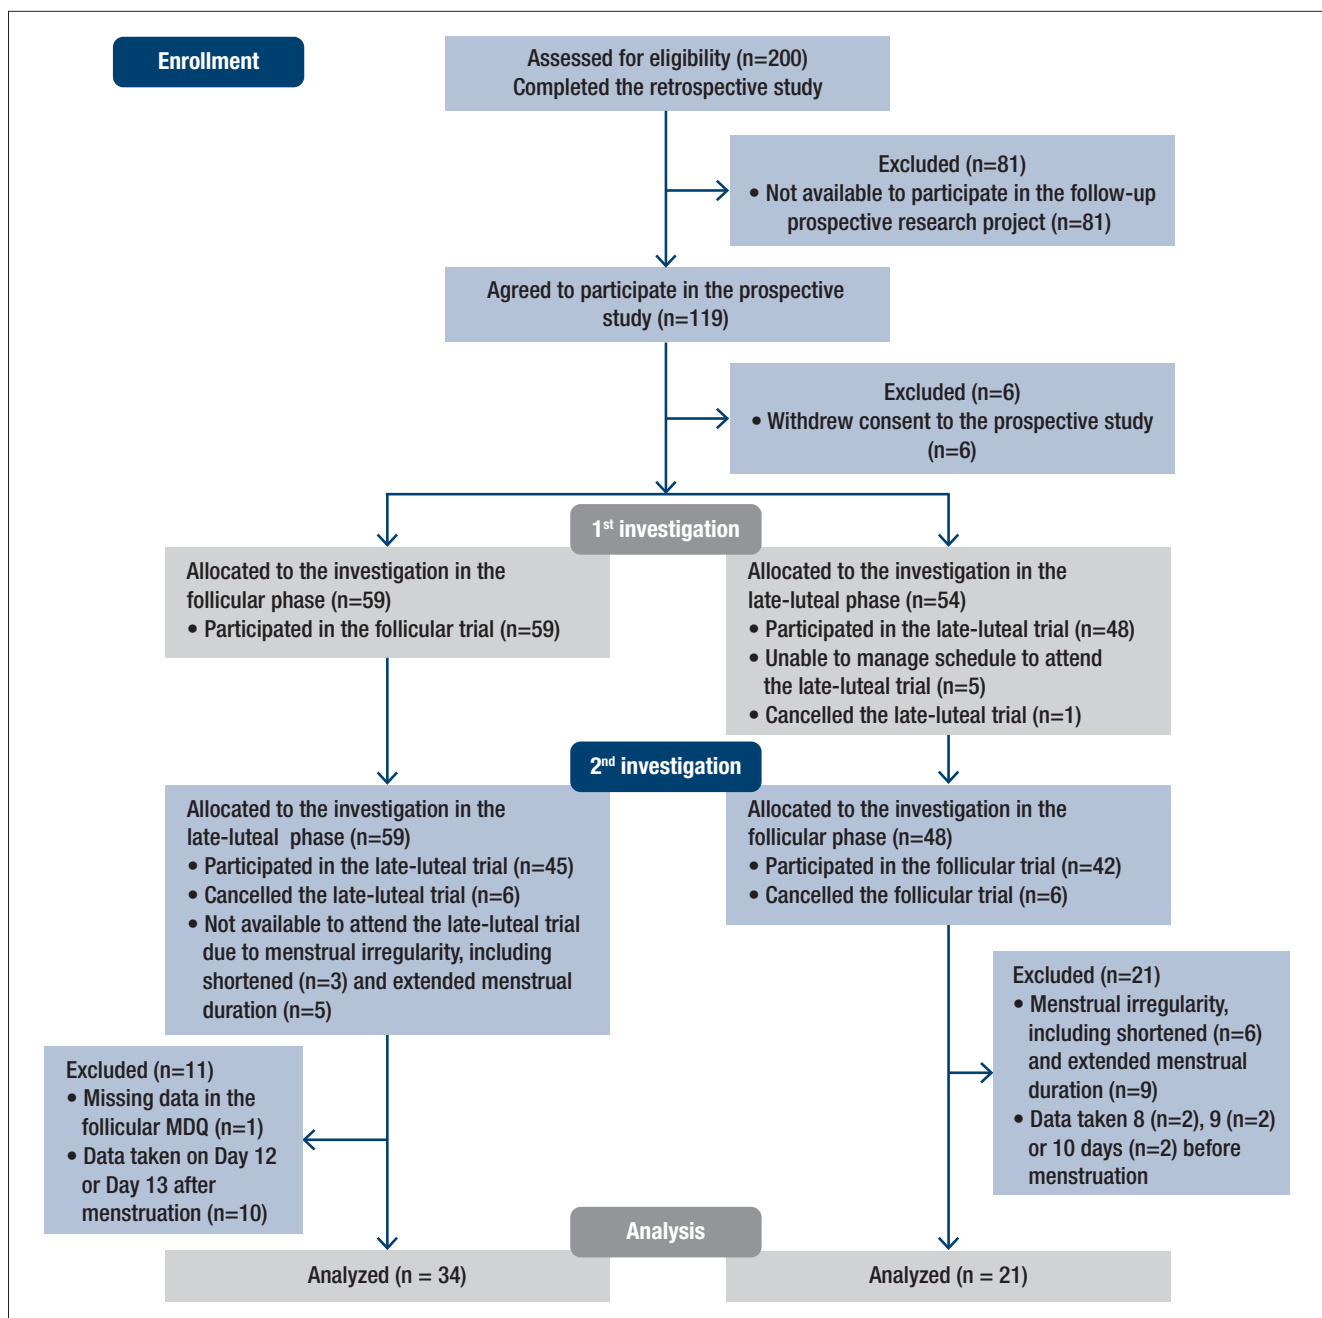 Enrollment
Assessed for eligibility (n=200)
Completed the retrospective study
Excluded (n=81)
• Not available to participate in the follow-up
prospective research project (n=81)
Agreed to participate in the prospective
study (n=119)
Excluded (n=6)
• Withdrew consent to the prospective study
(n=6)
1st investigation
Allocated to the investigation in the
follicular phase (n=59)
• Participated in the follicular trial (n=59)
Allocated to the investigation in the
late-luteal phase (n=54)
• Participated in the late-luteal trial (n=48)
• Unable to manage schedule to attend
the late-luteal trial (n=5)
• Cancelled the late-luteal trial (n=1)
2nd investigation
Allocated to the investigation in the
late-luteal phase (n=59)
• Participated in the late-luteal trial (n=45)
• Cancelled the late-luteal trial (n=6)
• Not available to attend the late-luteal trial
due to menstrual irregularity, including
shortened (n=3) and extended menstrual
duration (n=5)
Allocated to the investigation in the
follicular phase (n=48)
• Participated in the follicular trial (n=42)
• Cancelled the follicular trial (n=6)
Excluded (n=11)
• Missing data in the
follicular MDQ (n=1)
• Data taken on Day 12
or Day 13 after
menstruation (n=10)
Excluded (n=21)
• Menstrual irregularity,
including shortened (n=6)
and extended menstrual
duration (n=9)
• Data taken 8 (n=2), 9 (n=2)
or 10 days (n=2) before
menstruation
Analysis
Analyzed (n = 34)
Analyzed (n = 21)